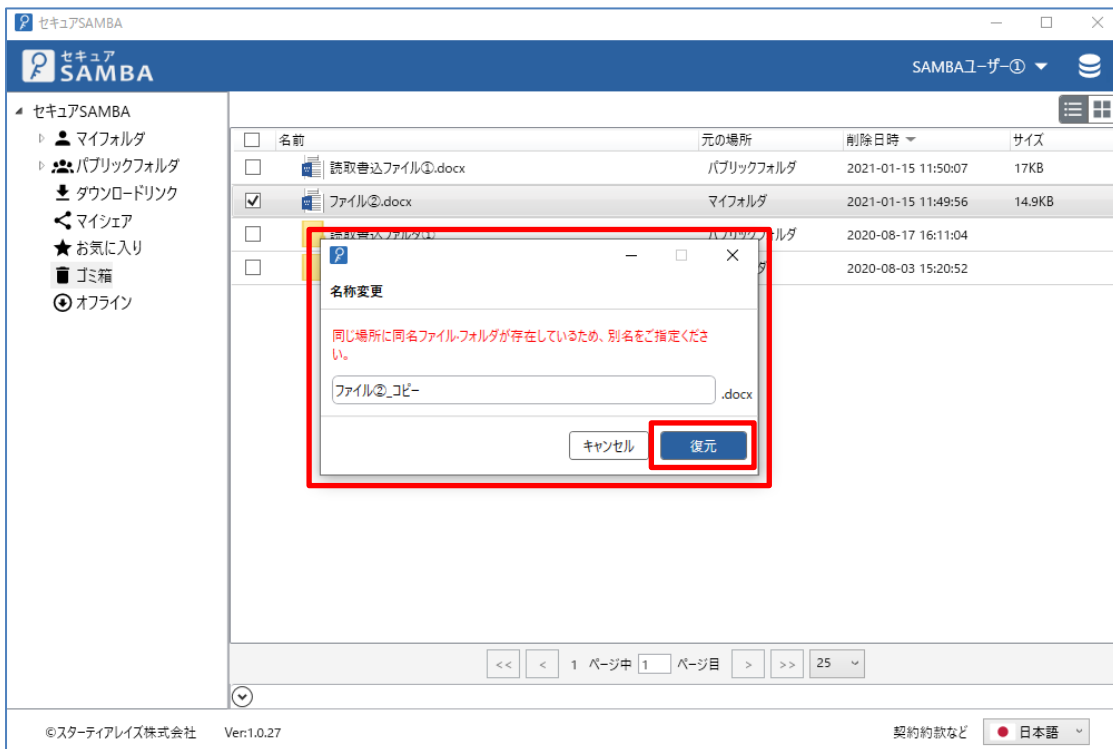 セキュアSAMBA
セキュア
SAMBA
SAMBAユーザー①
セキュアSAMBA
マイフォルダ
パブリックフォルダ
ダウンロードリンク
マイシェア
お気に入り
ゴミ箱
オフライン
名前 元の場所 削除日時 サイズ
読取書込ファイル①.docx パブリックフォルダ 2021-01-15 11:50:07 17KB
ファイル②.docx マイフォルダ 2021-01-15 11:49:56 14.9KB
読取書込フォルダ① パブリックフォルダ 2020-08-17 16:11:04
ダ 2020-08-03 15:20:52
名称変更
同じ場所に同名ファイル・フォルダが存在しているため、別名をご指定くださ
い。
ファイル②_コピー .docx
キャンセル 復元
<< < 1 ページ中 1 ページ目 > >> 25
©スターティアレイズ株式会社 Ver:1.0.27 契約約款など 日本語